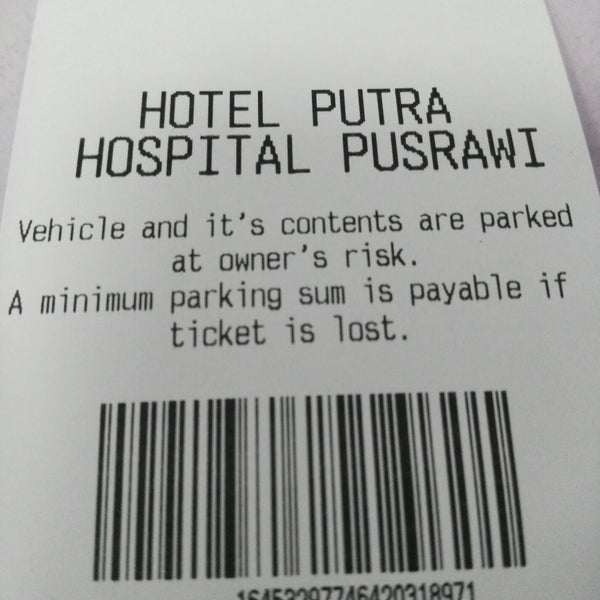 HOTEL PUTRA
HOSPITAL PUSRAWI
Vehicle and it's contents are parked
at owner's risk.
A minimum parking sum is payable if
ticket is lost.